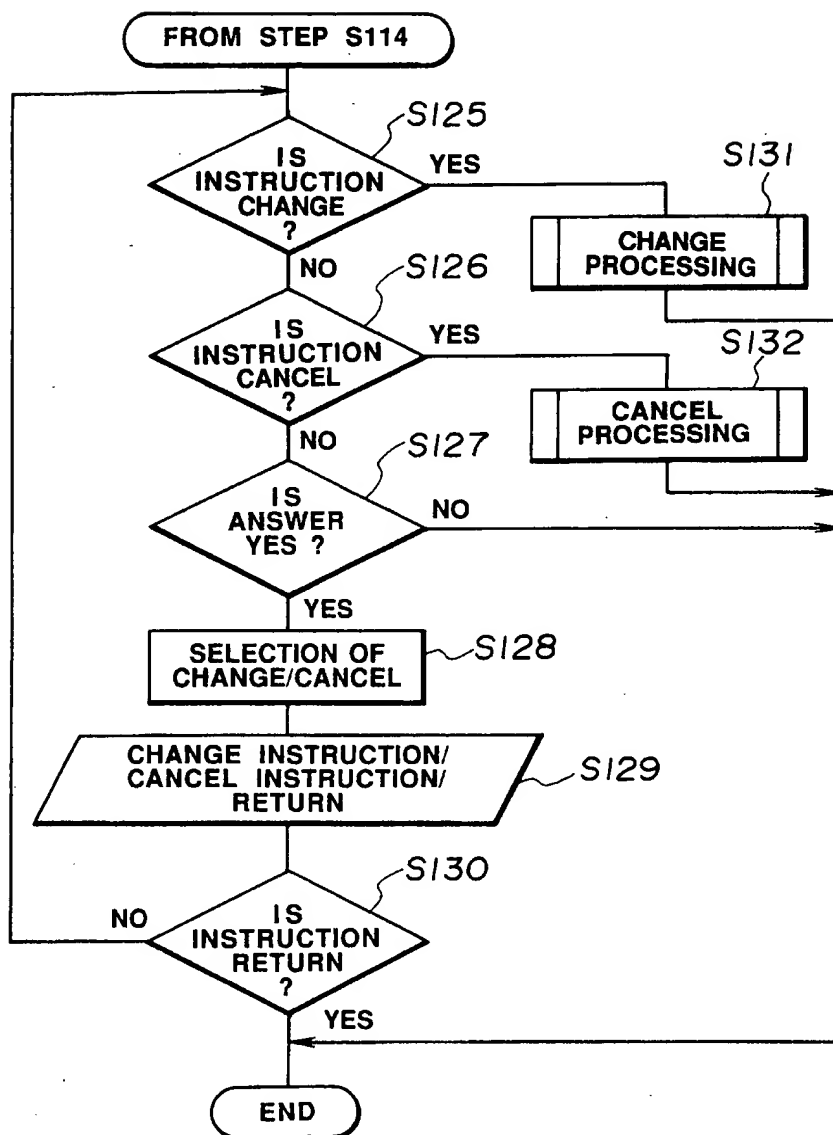 FROM STEP S114
S125
IS
INSTRUCTION
CHANGE
?
YES
NO
S131
CHANGE
PROCESSING
S126
IS
INSTRUCTION
CANCEL
?
YES
NO
S132
CANCEL
PROCESSING
S127
IS
ANSWER
YES ?
NO
YES
SELECTION OF
CHANGE/CANCEL
S128
CHANGE INSTRUCTION/
CANCEL INSTRUCTION/
RETURN
S129
S130
IS
INSTRUCTION
RETURN
?
NO
YES
END